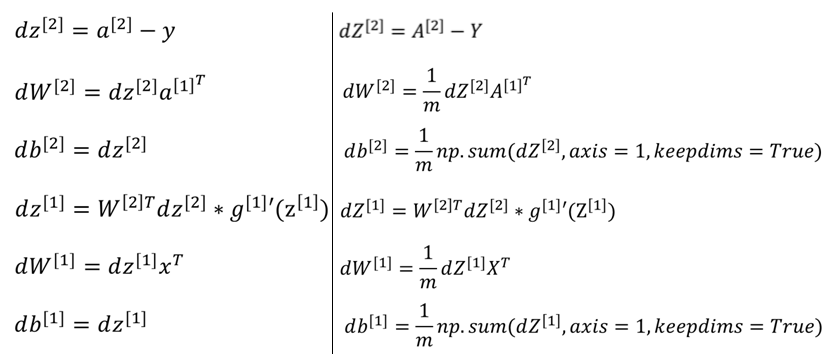 dz^[2] = a^[2] − y
dW^[2] = dz^[2]a^[1]^T
db^[2] = dz^[2]
dz^[1] = W^[2]T dz^[2] ∗ g^[1]′(z^[1])
dW^[1] = dz^[1]x^T
db^[1] = dz^[1]
dZ^[2] = A^[2] − Y
dW^[2] = 1/m dZ^[2]A^[1]^T
db^[2] = 1/m np.sum(dZ^[2], axis = 1, keepdims = True)
dZ^[1] = W^[2]T dZ^[2] ∗ g^[1]′(Z^[1])
dW^[1] = 1/m dZ^[1]X^T
db^[1] = 1/m np.sum(dZ^[1], axis = 1, keepdims = True)